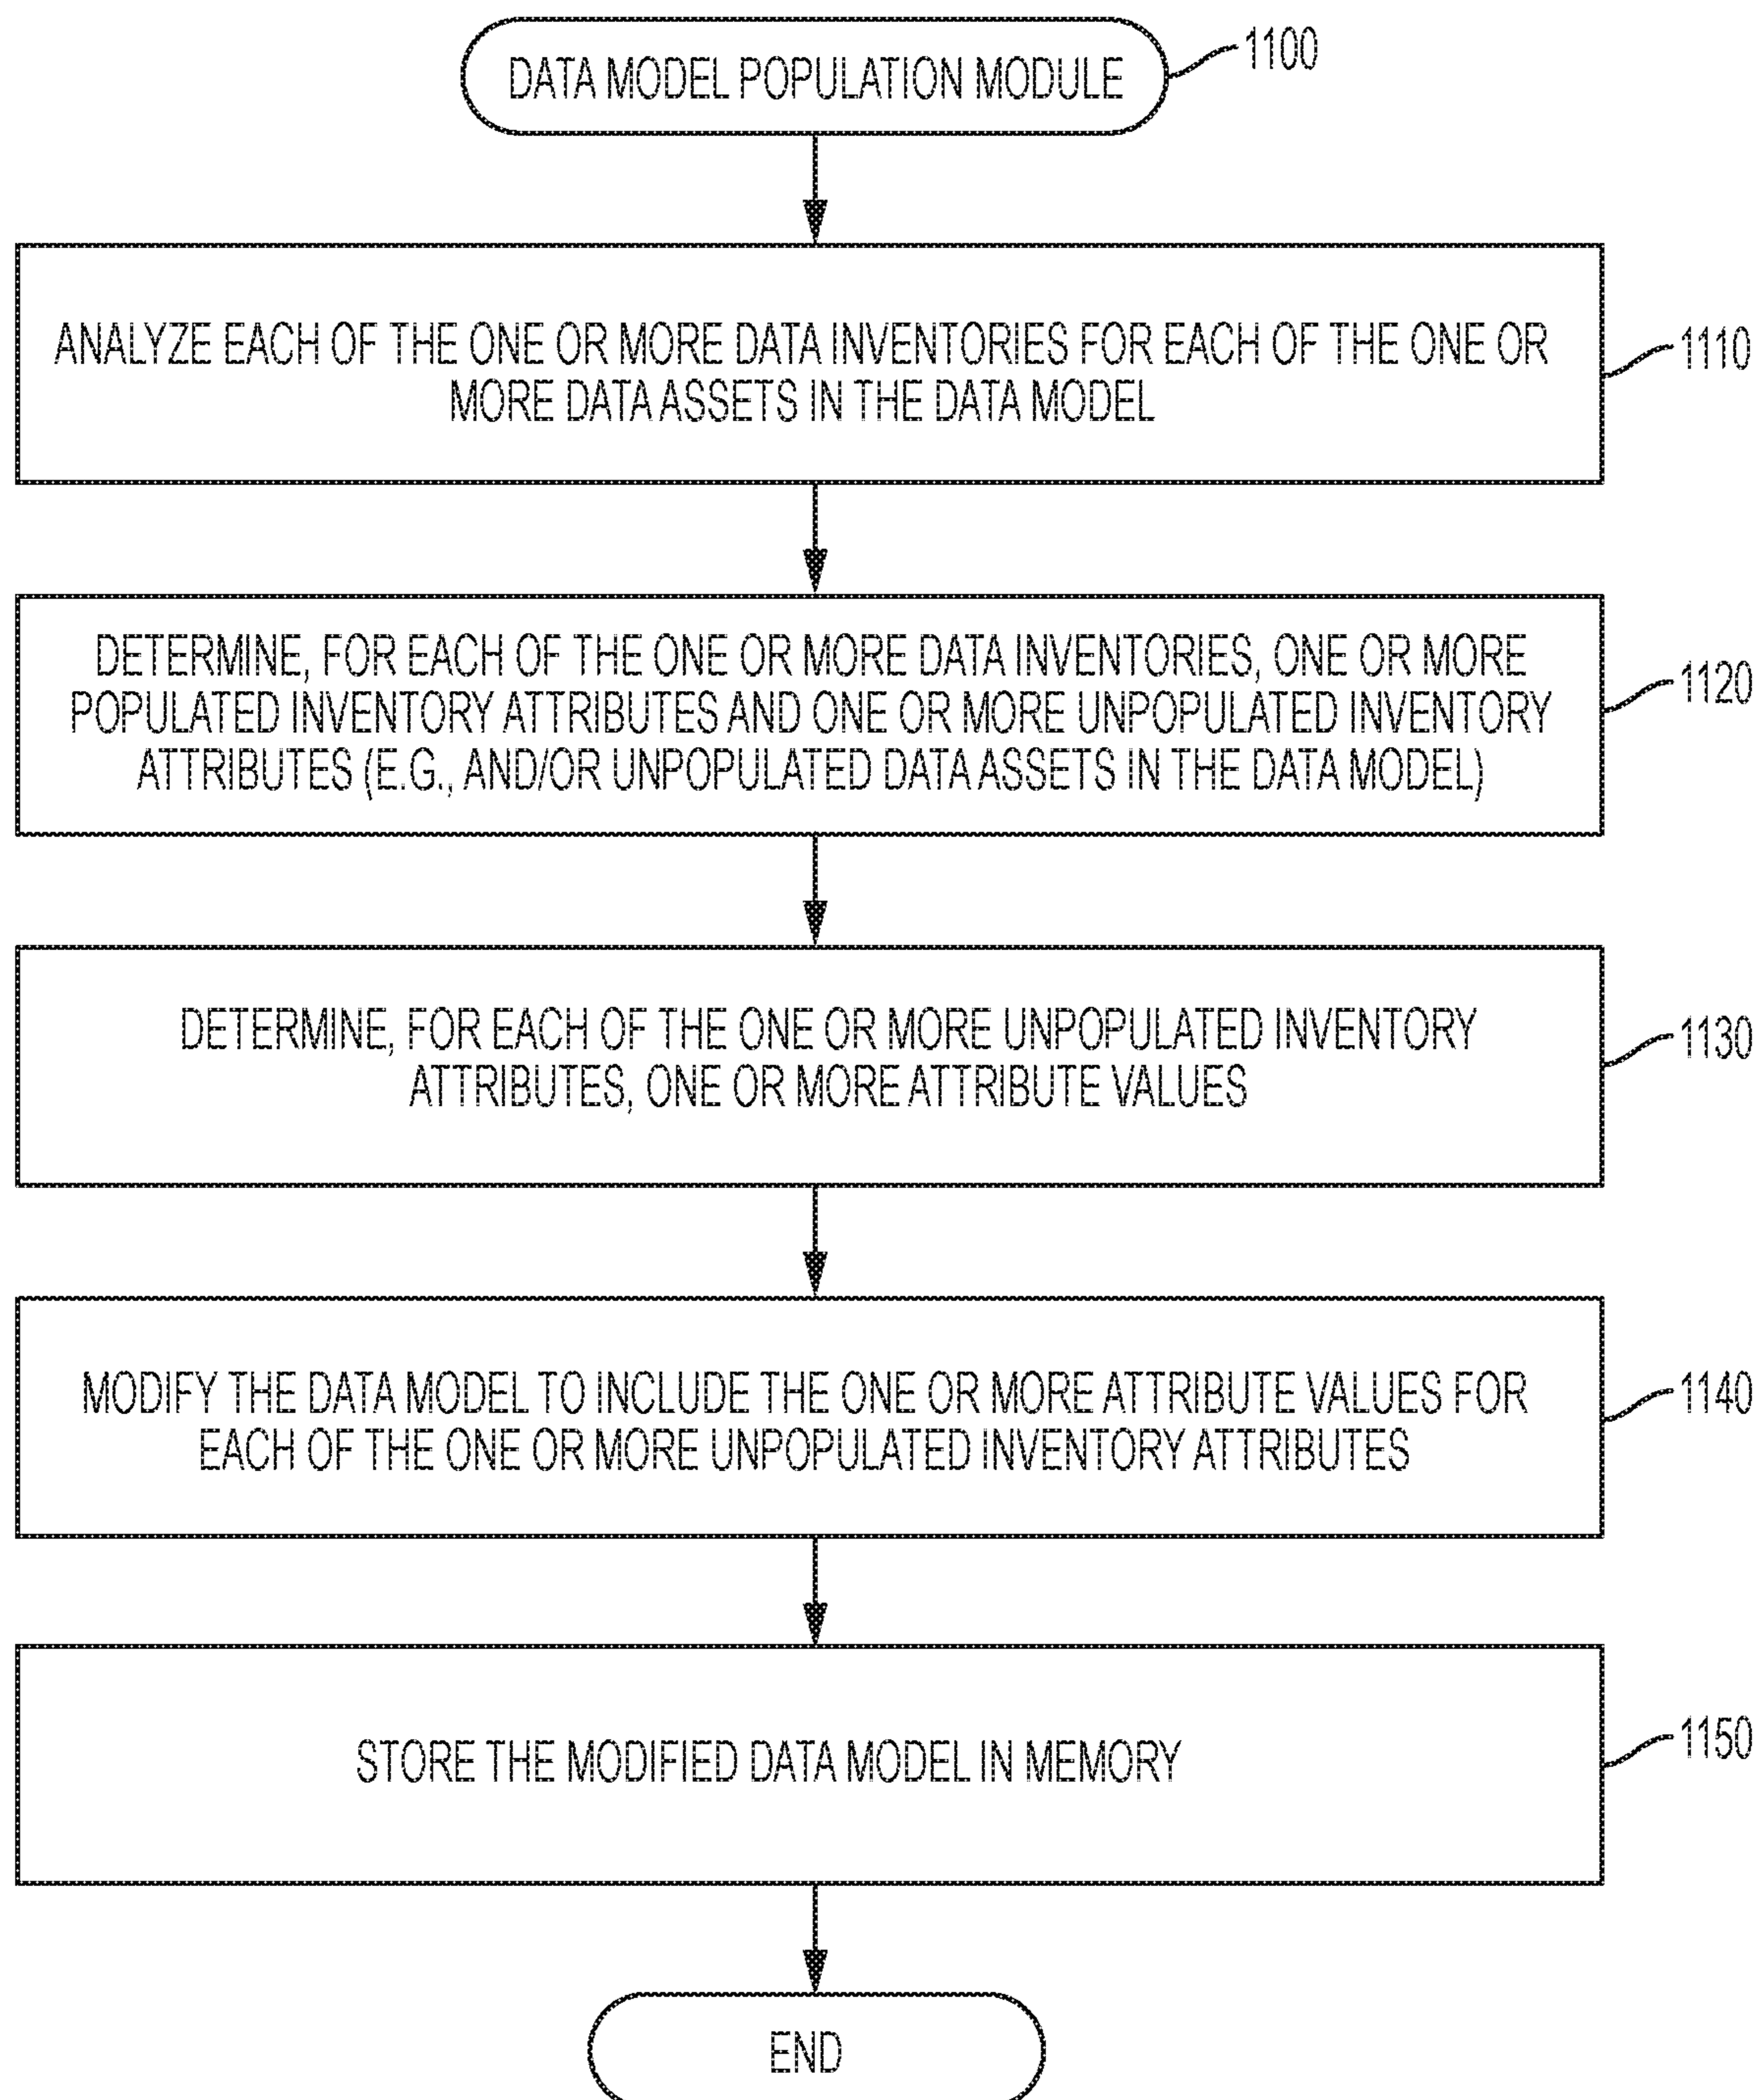 DATA MODEL POPULATION MODULE
1100
ANALYZE EACH OF THE ONE OR MORE DATA INVENTORIES FOR EACH OF THE ONE OR
MORE DATA ASSETS IN THE DATA MODEL
1110
DETERMINE, FOR EACH OF THE ONE OR MORE DATA INVENTORIES, ONE OR MORE
POPULATED INVENTORY ATTRIBUTES AND ONE OR MORE UNPOPULATED INVENTORY
ATTRIBUTES (E.G., AND/OR UNPOPULATED DATA ASSETS IN THE DATA MODEL)
1120
DETERMINE, FOR EACH OF THE ONE OR MORE UNPOPULATED INVENTORY
ATTRIBUTES, ONE OR MORE ATTRIBUTE VALUES
1130
MODIFY THE DATA MODEL TO INCLUDE THE ONE OR MORE ATTRIBUTE VALUES FOR
EACH OF THE ONE OR MORE UNPOPULATED INVENTORY ATTRIBUTES
1140
STORE THE MODIFIED DATA MODEL IN MEMORY
1150
END